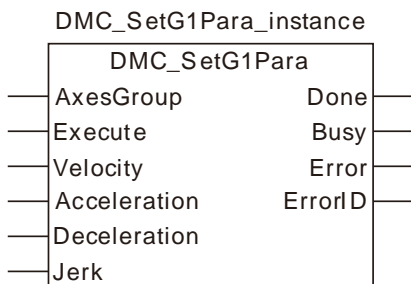 DMC_SetG1Para_instance
DMC_SetG1Para
AxesGroup Done
Execute Busy
Velocity Error
Acceleration ErrorID
Deceleration
Jerk